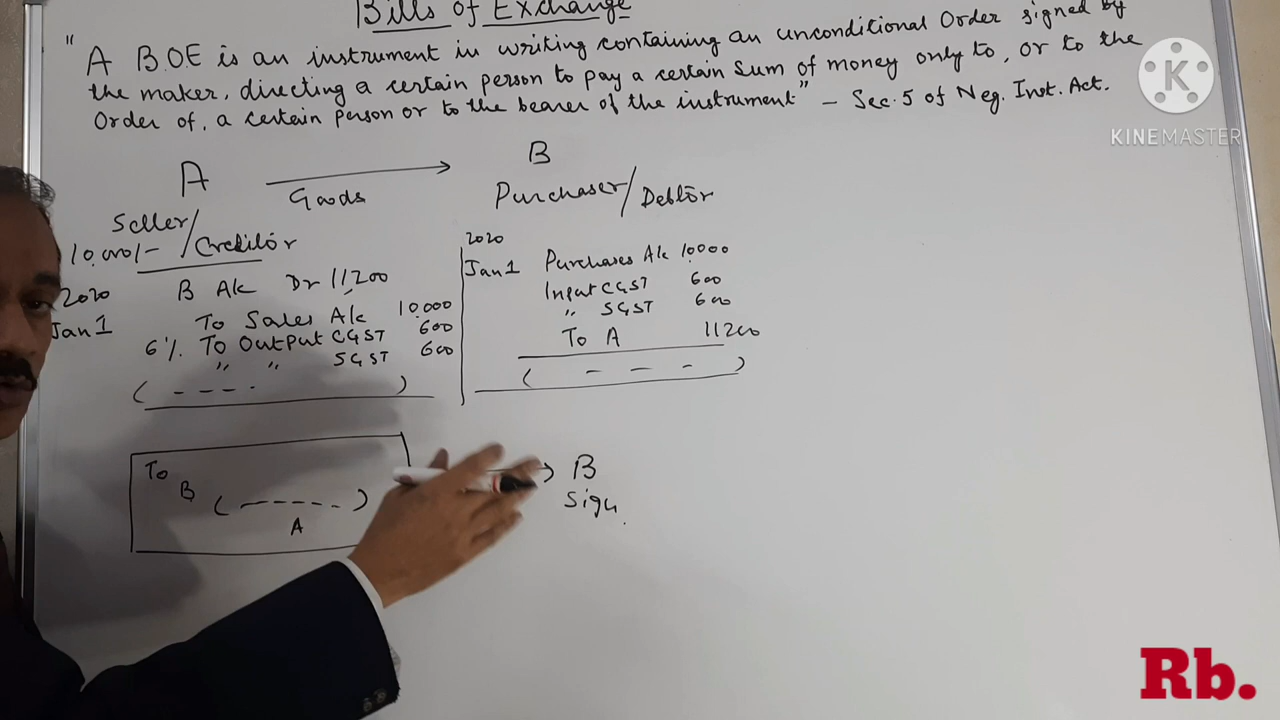 Bills of Exchange
" A B.O.E is an instrument in writing containing an unconditional Order signed by
the maker, directing a certain person to pay a certain Sum of money only to, or to the
Order of, a certain person or to the bearer of the instrument" – Sec. 5 of Neg. Inst. Act.
A Goods B
Seller/Creditor
10,000/-
Purchaser/Debtor
2020
Jan 1
B A/c Dr 11200
To Sales A/c 10,000
6% To Output CGST 600
" " SGST 600
( - - - - )
2020
Jan 1 Purchases A/c 10000
Input CGST 600
" SGST 600
To A 11200
( - - - )
To
B
( - - - - - - )
A
B
Sign.
K
KINEMASTER
Rb.